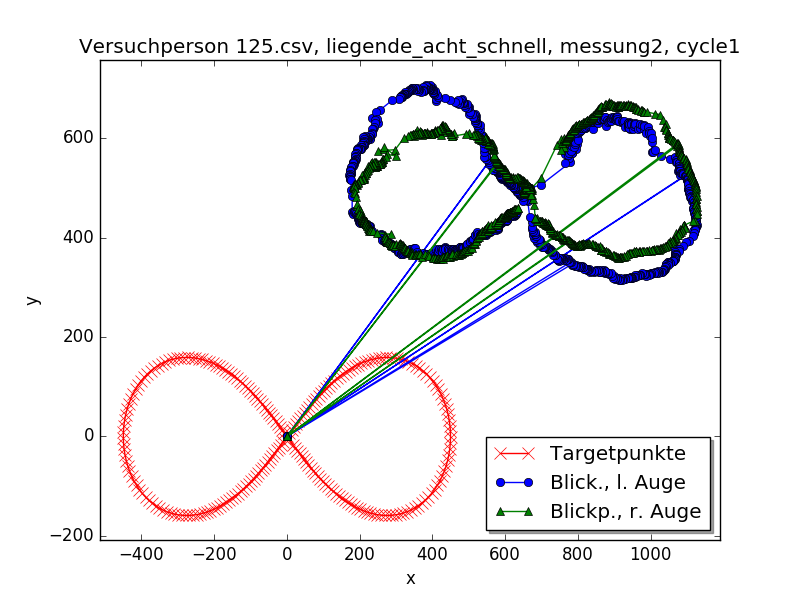 Versuchperson 125.csv, liegende_acht_schnell, messung2, cycle1
y
600
400
200
0
−200
−400
−200
0
200
400
600
800
1000
x
Targetpunkte
Blick., l. Auge
Blickp., r. Auge